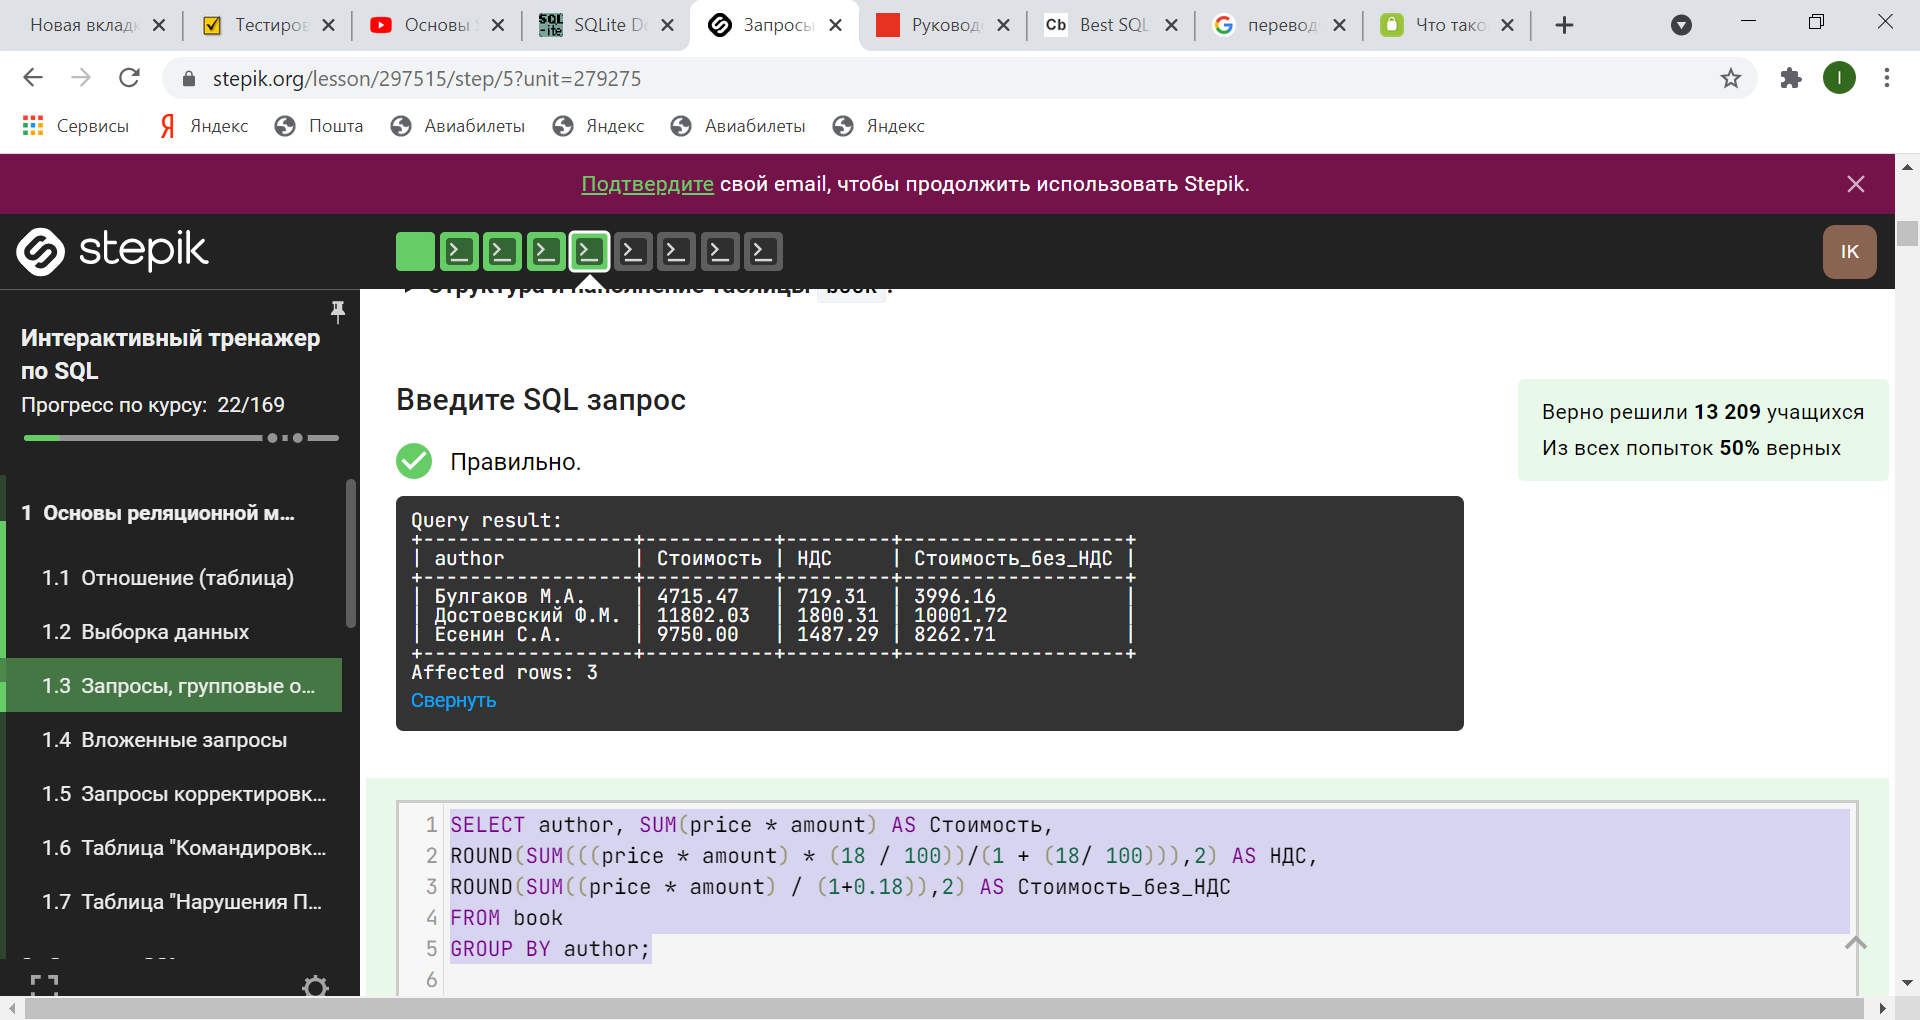 Новая вклад
Тестиров
Основы
SQLite D
Запросы
Руковод
Cb Best SQL
перевод
Что тако
stepik.org/lesson/297515/step/5?unit=279275
I
Сервисы
Я Яндекс
Почта
Авиабилеты
Яндекс
Авиабилеты
Яндекс
Подтвердите свой email, чтобы продолжить использовать Stepik.
stepik
IK
Структура и наполнение таблицы book :
Интерактивный тренажер
по SQL
Прогресс по курсу: 22/169
1 Основы реляционной м...
1.1 Отношение (таблица)
1.2 Выборка данных
1.3 Запросы, групповые о...
1.4 Вложенные запросы
1.5 Запросы корректировк...
1.6 Таблица "Командировк...
1.7 Таблица "Нарушения П...
Введите SQL запрос
Правильно.
Верно решили 13 209 учащихся
Из всех попыток 50% верных
Query result:
+------------------+-----------+---------+-------------------+
| author | Стоимость | НДС | Стоимость_без_НДС |
+------------------+-----------+---------+-------------------+
| Булгаков М.А. | 4715.47 | 719.31 | 3996.16 |
| Достоевский Ф.М. | 11802.03 | 1800.31 | 10001.72 |
| Есенин С.А. | 9750.00 | 1487.29 | 8262.71 |
+------------------+-----------+---------+-------------------+
Affected rows: 3
Свернуть
1 SELECT author, SUM(price * amount) AS Стоимость,
2 ROUND(SUM(((price * amount) * (18 / 100))/(1 + (18/ 100))),2) AS НДС,
3 ROUND(SUM((price * amount) / (1+0.18)),2) AS Стоимость_без_НДС
4 FROM book
5 GROUP BY author;
6